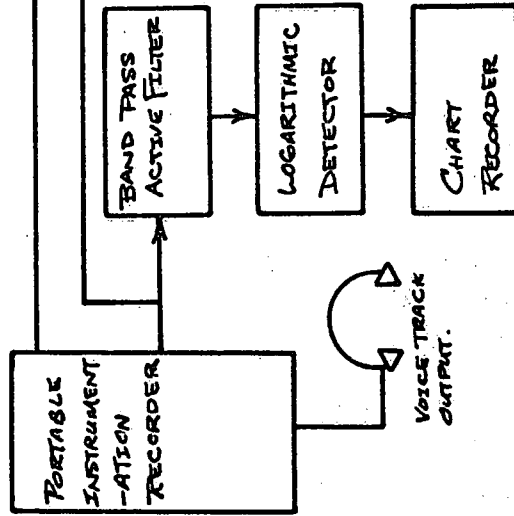 PORTABLE
INSTRUMENT
-ATION
RECORDER
BAND PASS
ACTIVE FILTER
LOGARITHMIC
DETECTOR
CHART
RECORDER
VOICE TRACK
OUTPUT.